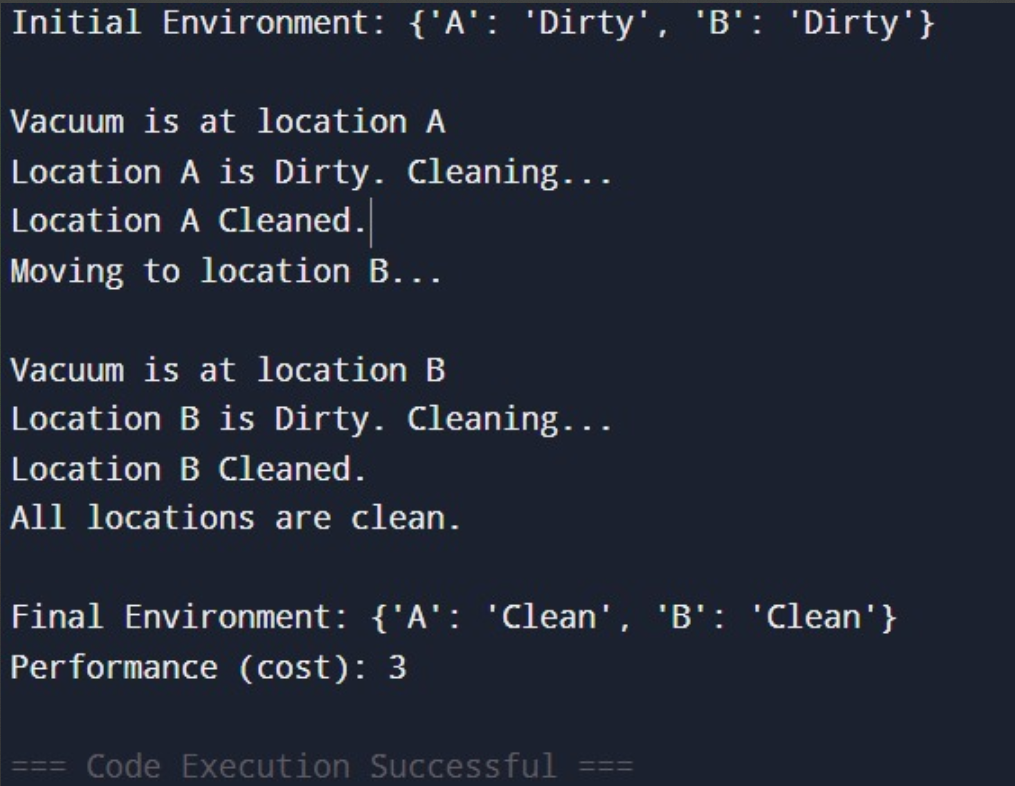 Initial Environment: {'A': 'Dirty', 'B': 'Dirty'}
Vacuum is at location A
Location A is Dirty. Cleaning...
Location A Cleaned.
Moving to location B...
Vacuum is at location B
Location B is Dirty. Cleaning...
Location B Cleaned.
All locations are clean.
Final Environment: {'A': 'Clean', 'B': 'Clean'}
Performance (cost): 3
=== Code Execution Successful ===